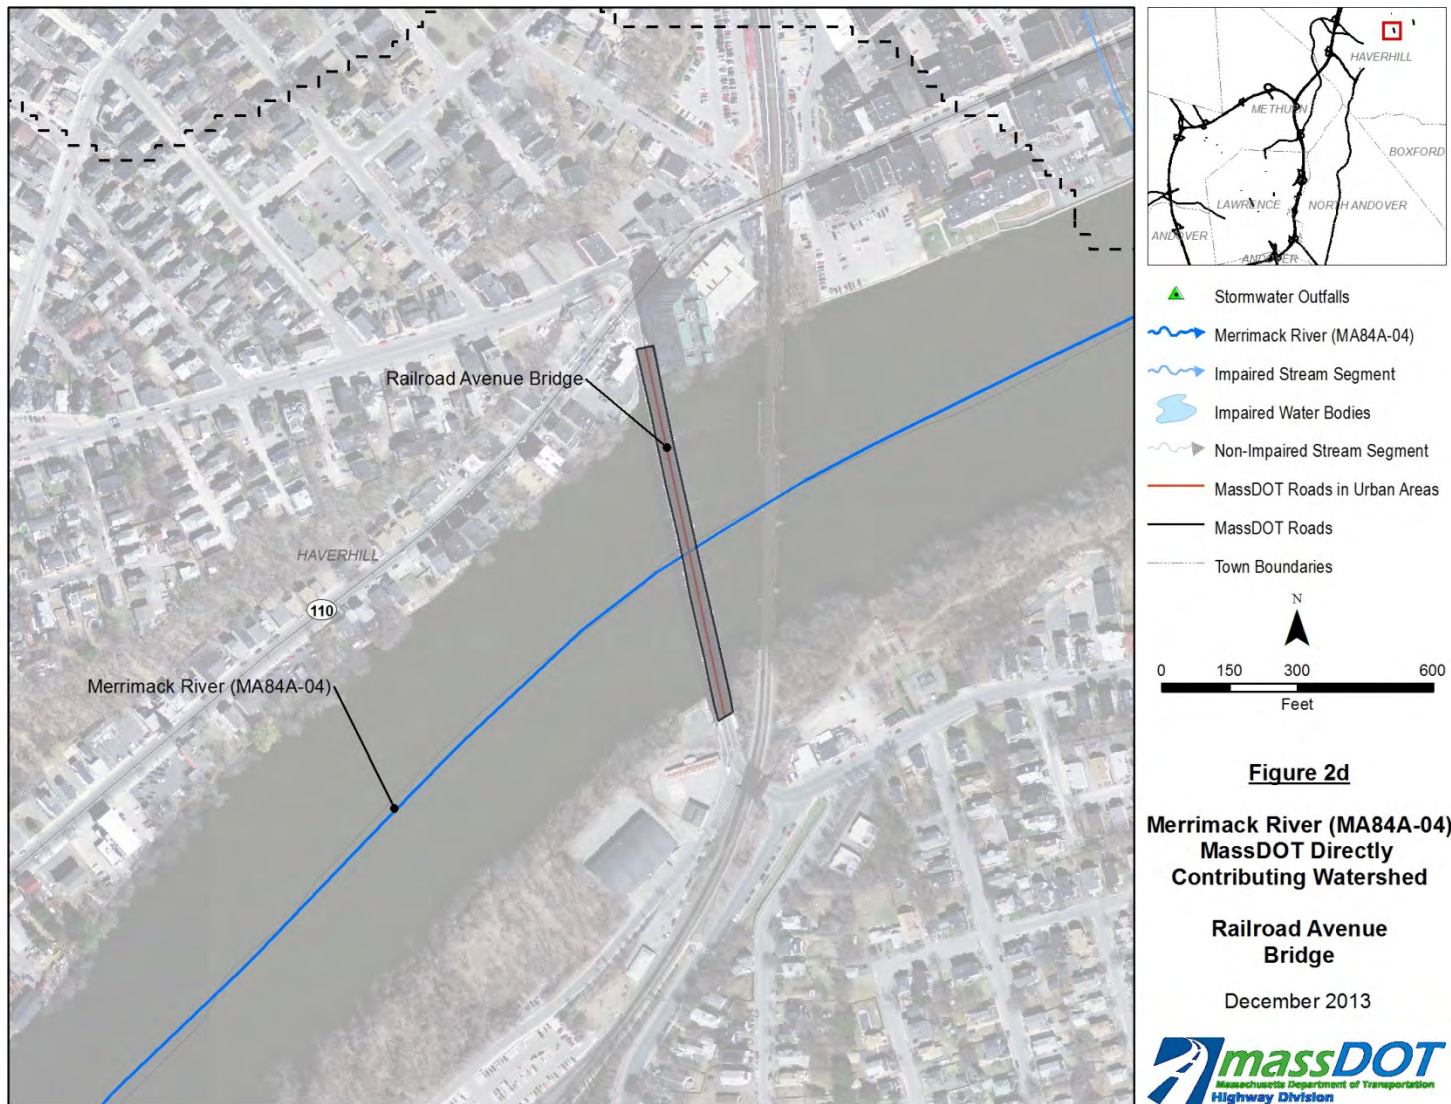 Railroad Avenue Bridge
HAVERHILL
110
Merrimack River (MA84A-04)
HAVERHILL
METHUEN
BOXFORD
LAWRENCE
NORTH ANDOVER
ANDOVER
ANDOVER
Stormwater Outfalls
Merrimack River (MA84A-04)
Impaired Stream Segment
Impaired Water Bodies
Non-Impaired Stream Segment
MassDOT Roads in Urban Areas
MassDOT Roads
Town Boundaries
N
0 150 300 600
Feet
Figure 2d
Merrimack River (MA84A-04)
MassDOT Directly
Contributing Watershed
Railroad Avenue
Bridge
December 2013
massDOT
Massachusetts Department of Transportation
Highway Division